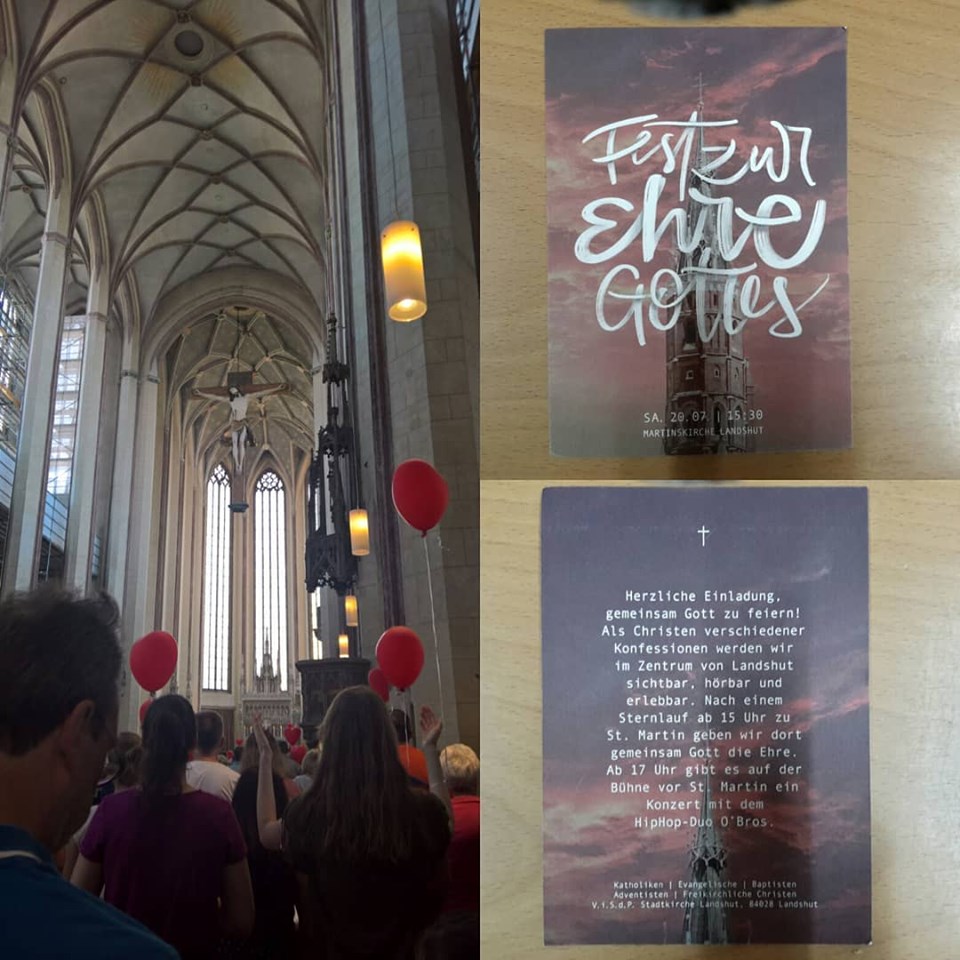 Fest zur
Ehre
Gottes
SA. 20.07 | 15:30
MARTINSKIRCHE LANDSHUT
Herzliche Einladung,
gemeinsam Gott zu feiern!
Als Christen verschiedener
Konfessionen werden wir
im Zentrum von Landshut
sichtbar, hörbar und
erlebbar. Nach einem
Sternlauf ab 15 Uhr zu
St. Martin geben wir dort
gemeinsam Gott die Ehre.
Ab 17 Uhr gibt es auf der
Bühne vor St. Martin ein
Konzert mit dem
HipHop-Duo O'Bros.
Katholiken | Evangelische | Baptisten
Adventisten | Freikirchliche Christen
V.i.S.d.P. Stadtkirche Landshut, 84028 Landshut